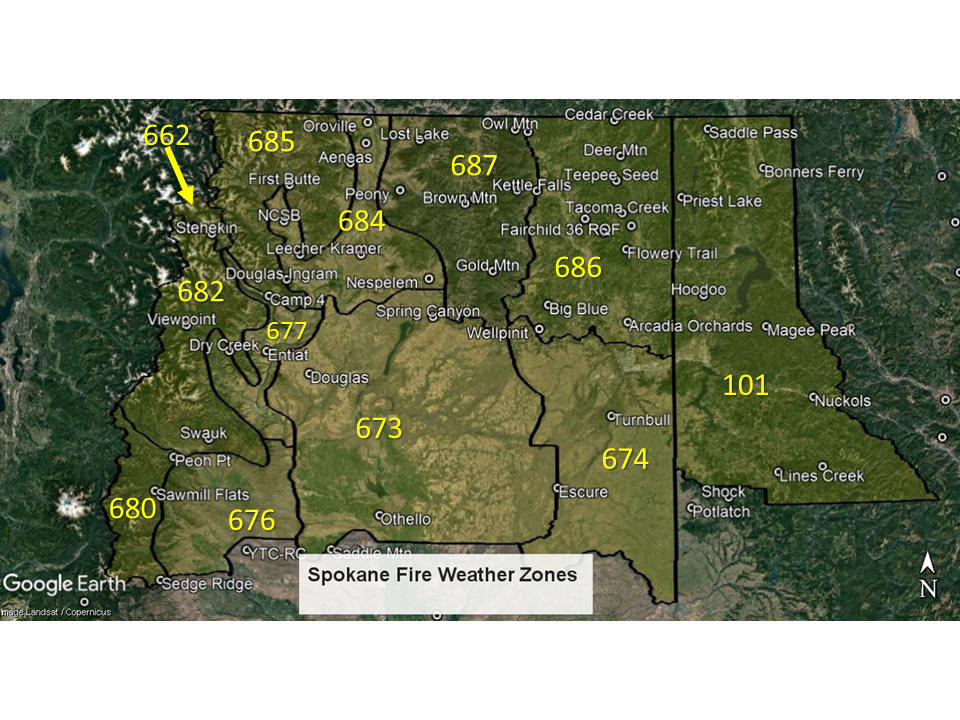 Cedar Creek
Oroville
Lost Lake
Owl Mtn
Saddle Pass
662
685
Aeneas
687
Deer Mtn
Bonners Ferry
First Butte
Peony
Brown Mtn
Kettle Falls
Teepee Seed
Priest Lake
NCSB
684
Tacoma Creek
Stehekin
Fairchild 36 RQF
Leecher
Kramer
Flowery Trail
Douglas-Ingram
Nespelem
Gold Mtn
686
682
Camp 4
Hoodoo
Viewpoint
677
Spring Canyon
Big Blue
Wellpinit
Arcadia Orchards
Magee Peak
Dry Creek
Entiat
Douglas
101
Nuckols
673
Turnbull
Swauk
674
Peoh Pt
Lines Creek
Sawmill Flats
Escure
Shock
680
676
Othello
Potlatch
YTC-RC
Saddle Mtn
Spokane Fire Weather Zones
Google Earth
Sedge Ridge
N
Image Landsat / Copernicus